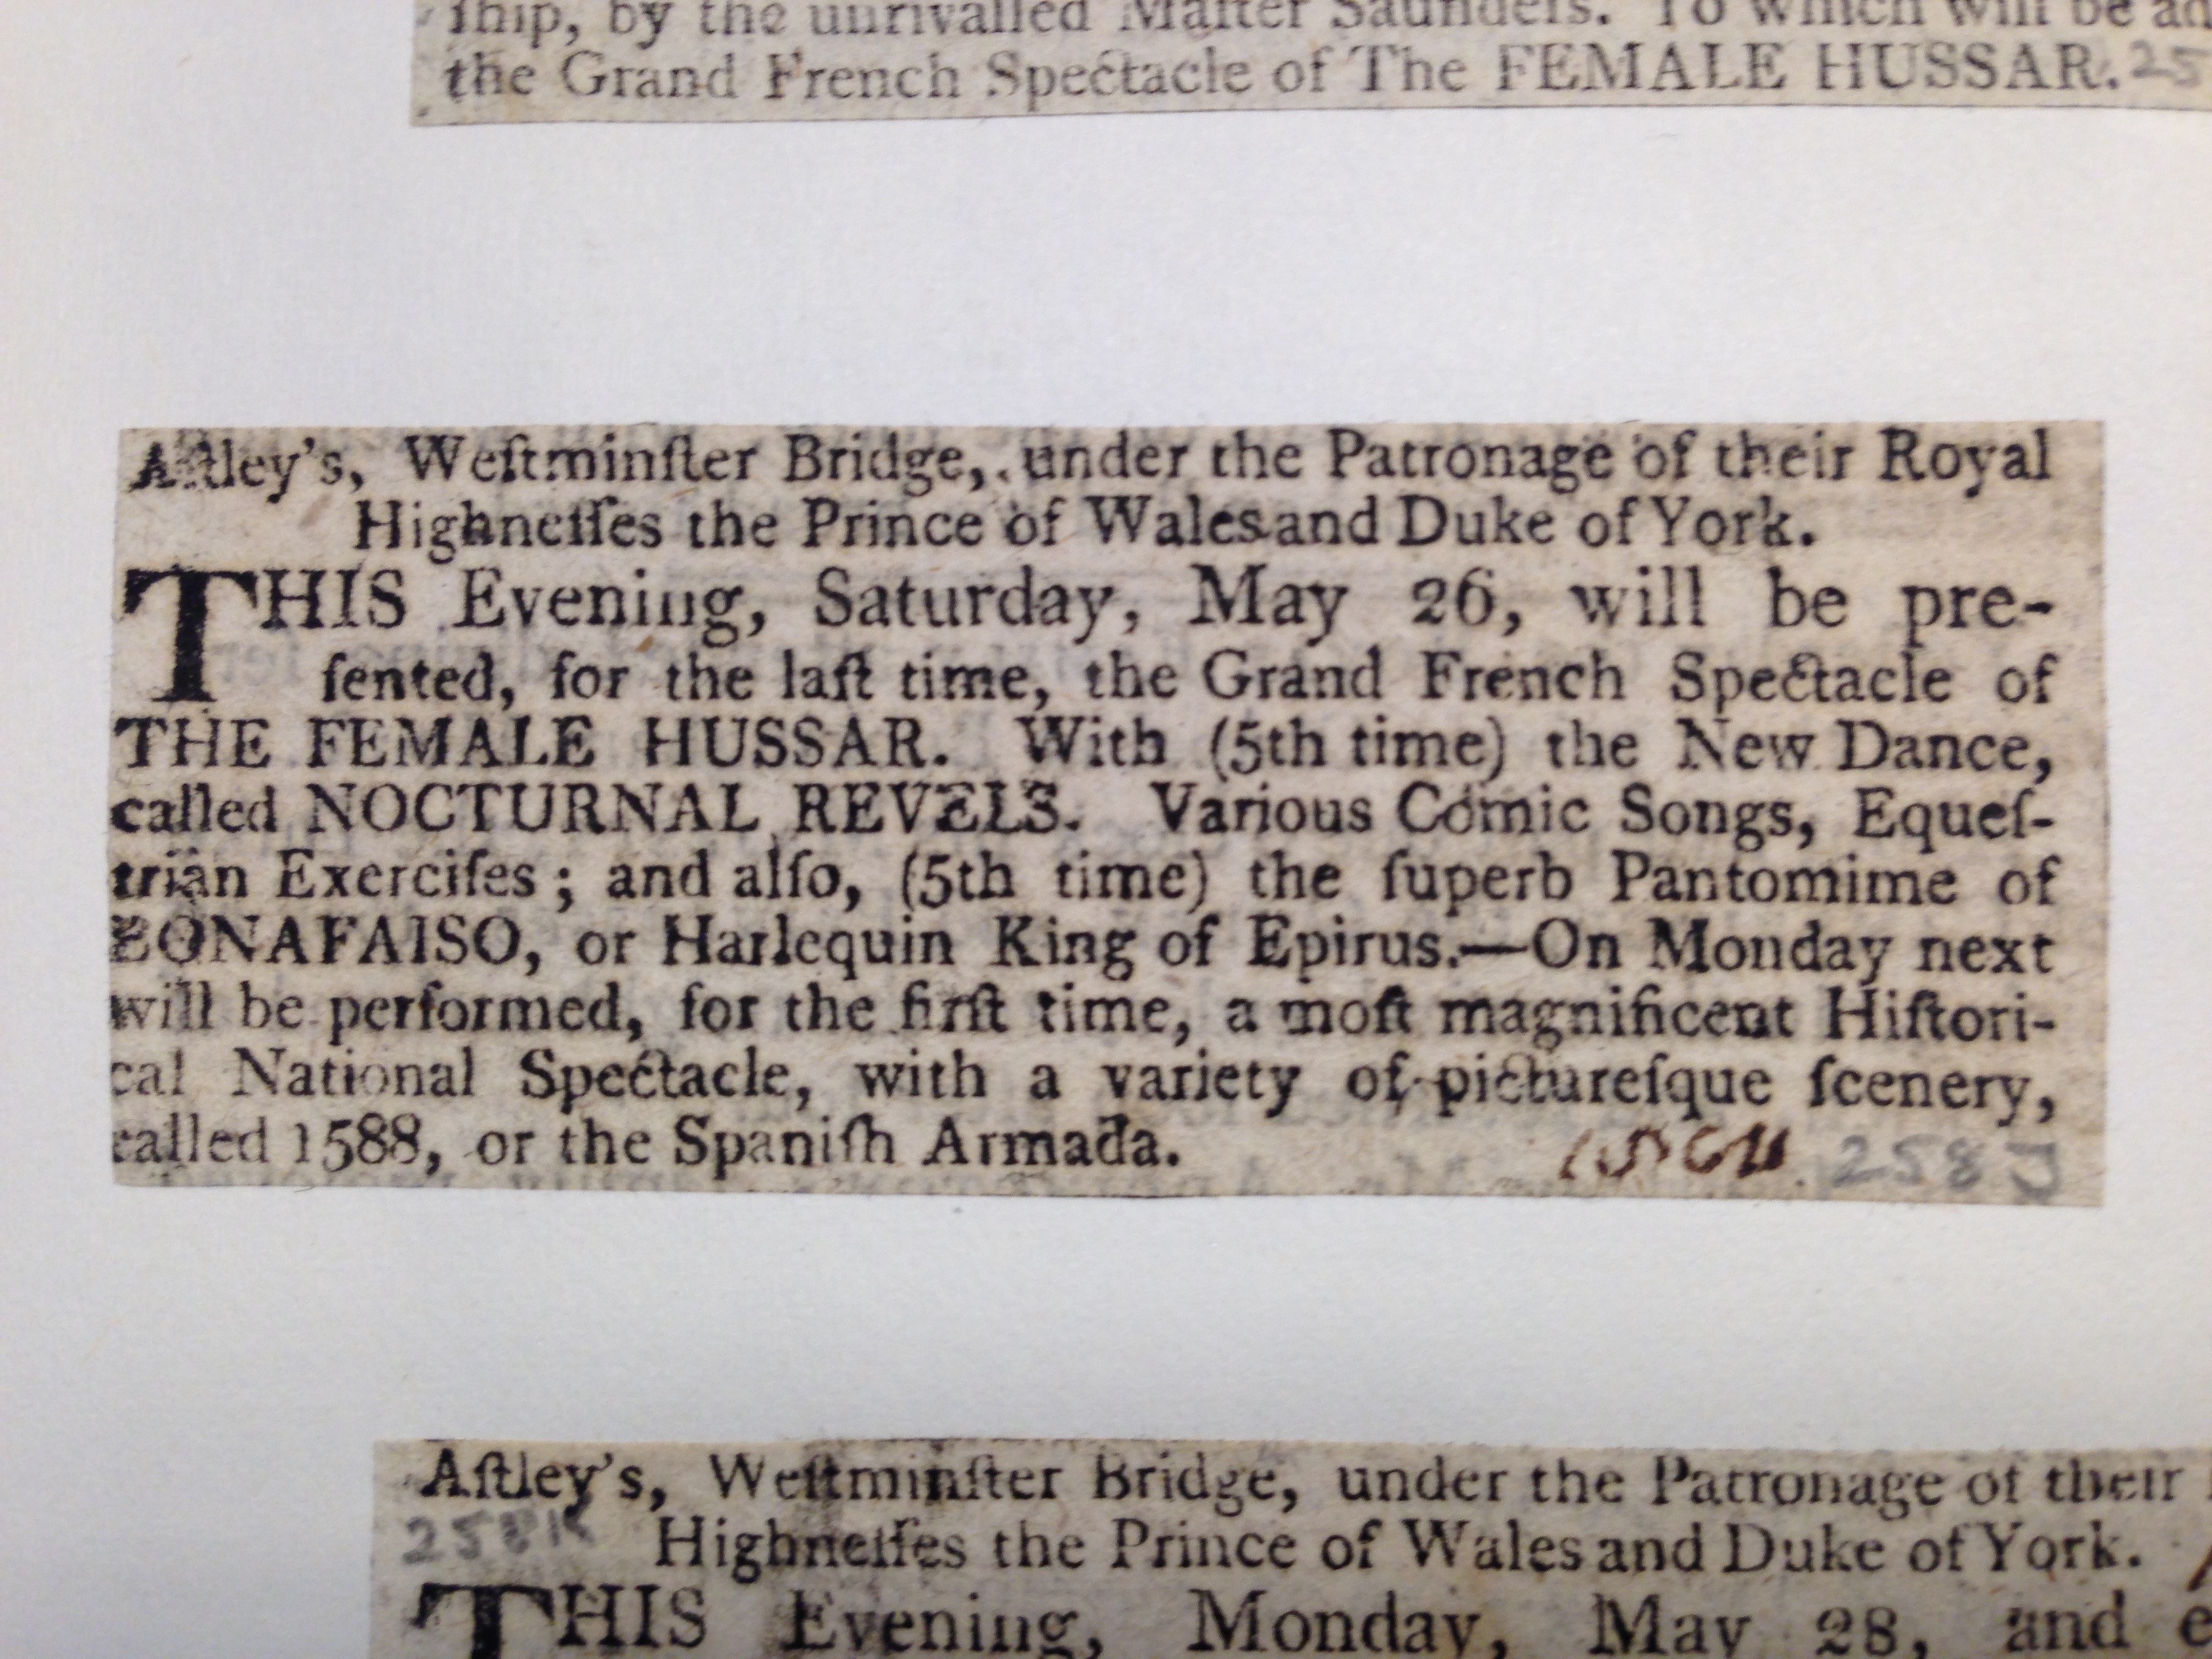 ſhip, by the unrivalled Maſter Saunders. To which will be ad
the Grand French Spectacle of The FEMALE HUSSAR. 25
Aſtley's, Weſtminſter Bridge, under the Patronage of their Royal
Highneſſes the Prince of Wales and Duke of York.
THIS Evening, Saturday, May 26, will be pre-
ſented, for the laſt time, the Grand French Spectacle of
THE FEMALE HUSSAR. With (5th time) the New Dance,
called NOCTURNAL REVELS. Various Comic Songs, Equeſ-
trian Exerciſes; and alſo, (5th time) the ſuperb Pantomime of
BONAFAISO, or Harlequin King of Epirus.—On Monday next
will be performed, for the firſt time, a moſt magnificent Hiſtori-
cal National Spectacle, with a variety of pictureſque ſcenery,
called 1588, or the Spaniſh Armada.
258 J
Aſtley's, Weſtminſter Bridge, under the Patronage of their
258K Highneſſes the Prince of Wales and Duke of York.
THIS Evening, Monday, May 28, and e